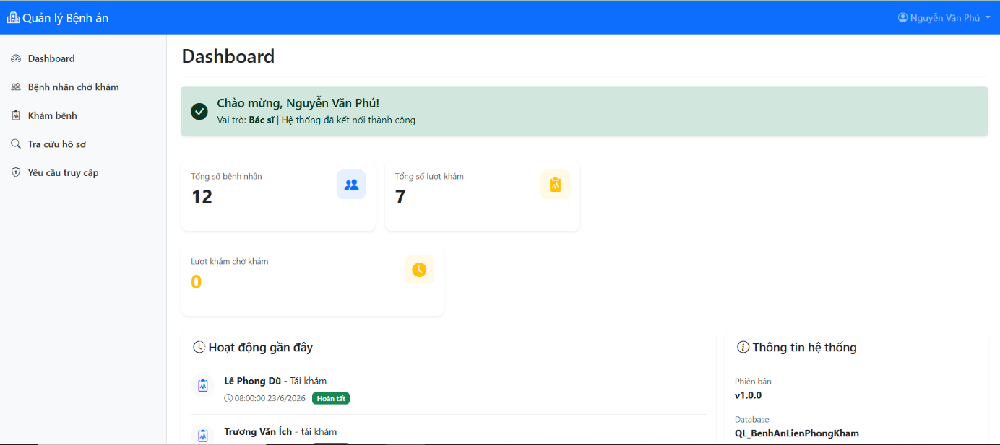 Quản lý Bệnh án
Nguyễn Văn Phú
Dashboard
Bệnh nhân chờ khám
Khám bệnh
Tra cứu hồ sơ
Yêu cầu truy cập
Dashboard
Chào mừng, Nguyễn Văn Phú!
Vai trò: Bác sĩ | Hệ thống đã kết nối thành công
Tổng số bệnh nhân
12
Tổng số lượt khám
7
Lượt khám chờ khám
0
Hoạt động gần đây
Lê Phong Dũ - Tái khám
08:00:00 23/6/2026 Hoàn tất
Trương Văn Ích - tái khám
Thông tin hệ thống
Phiên bản
v1.0.0
Database
QL_BenhAnLienPhongKham